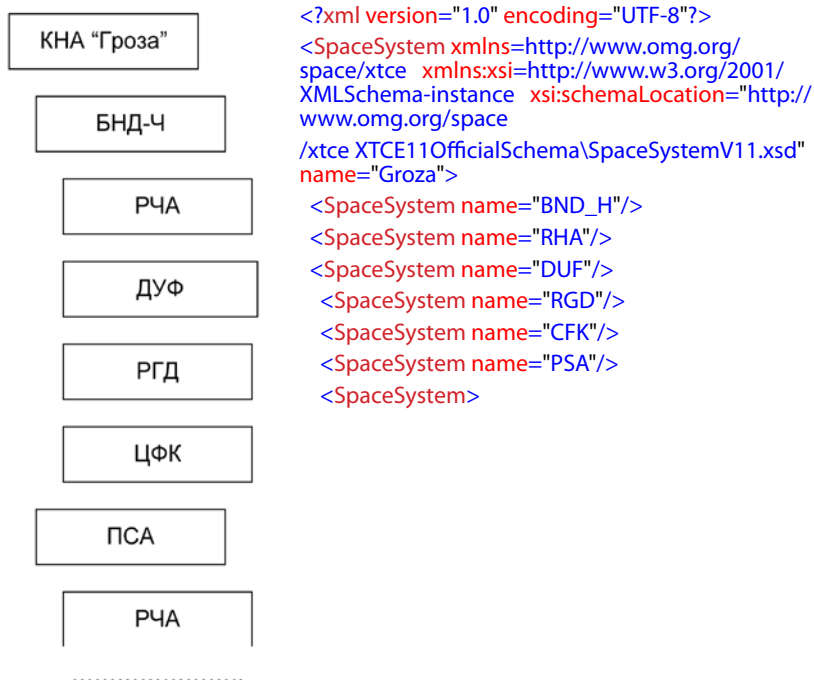 КНА “Гроза”
БНД-Ч
РЧА
ДУФ
РГД
ЦФК
ПСА
РЧА
<?xml version="1.0" encoding="UTF-8"?>
<SpaceSystem xmlns=http://www.omg.org/
space/xtce xmlns:xsi=http://www.w3.org/2001/
XMLSchema-instance xsi:schemaLocation="http://
www.omg.org/space
/xtce XTCE11OfficialSchema\SpaceSystemV11.xsd"
name="Groza">
<SpaceSystem name="BND_H"/>
<SpaceSystem name="RHA"/>
<SpaceSystem name="DUF"/>
<SpaceSystem name="RGD"/>
<SpaceSystem name="CFK"/>
<SpaceSystem name="PSA"/>
<SpaceSystem>